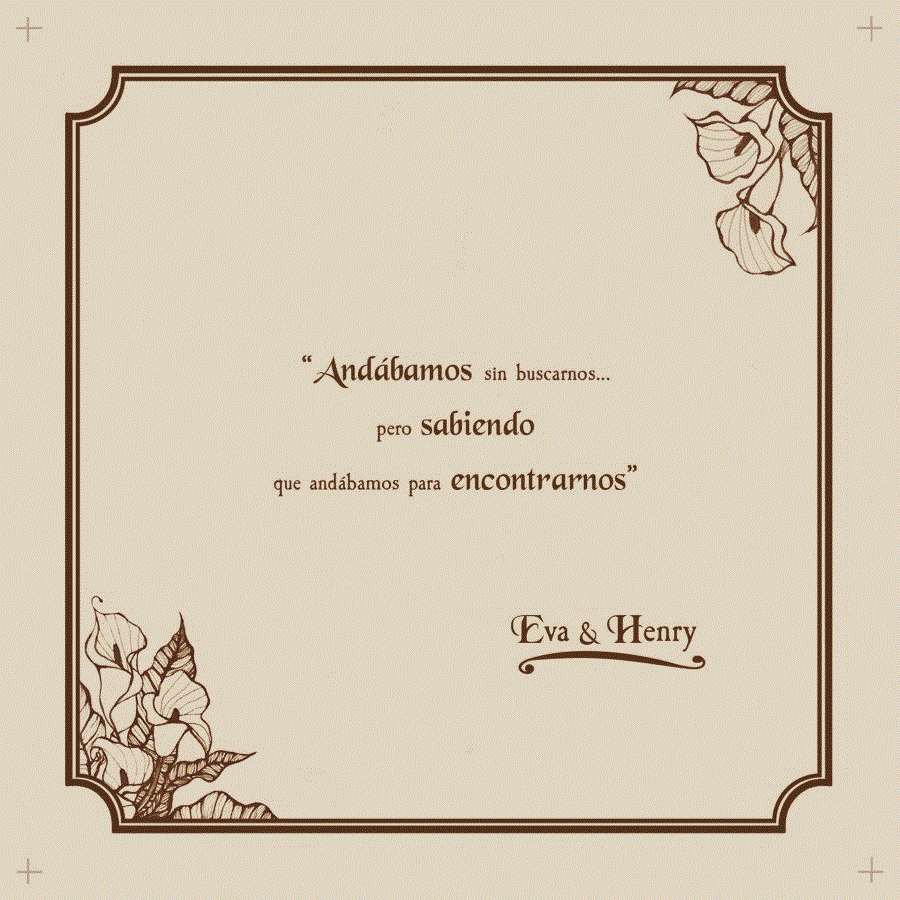 “Andábamos sin buscarnos...
pero sabiendo
que andábamos para encontrarnos”
Eva & Henry